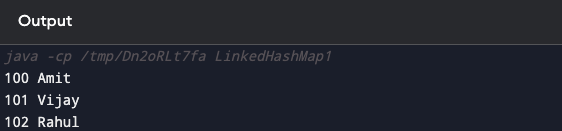 Output
java -cp /tmp/Dn2oRLt7fa LinkedHashMap1
100 Amit
101 Vijay
102 Rahul